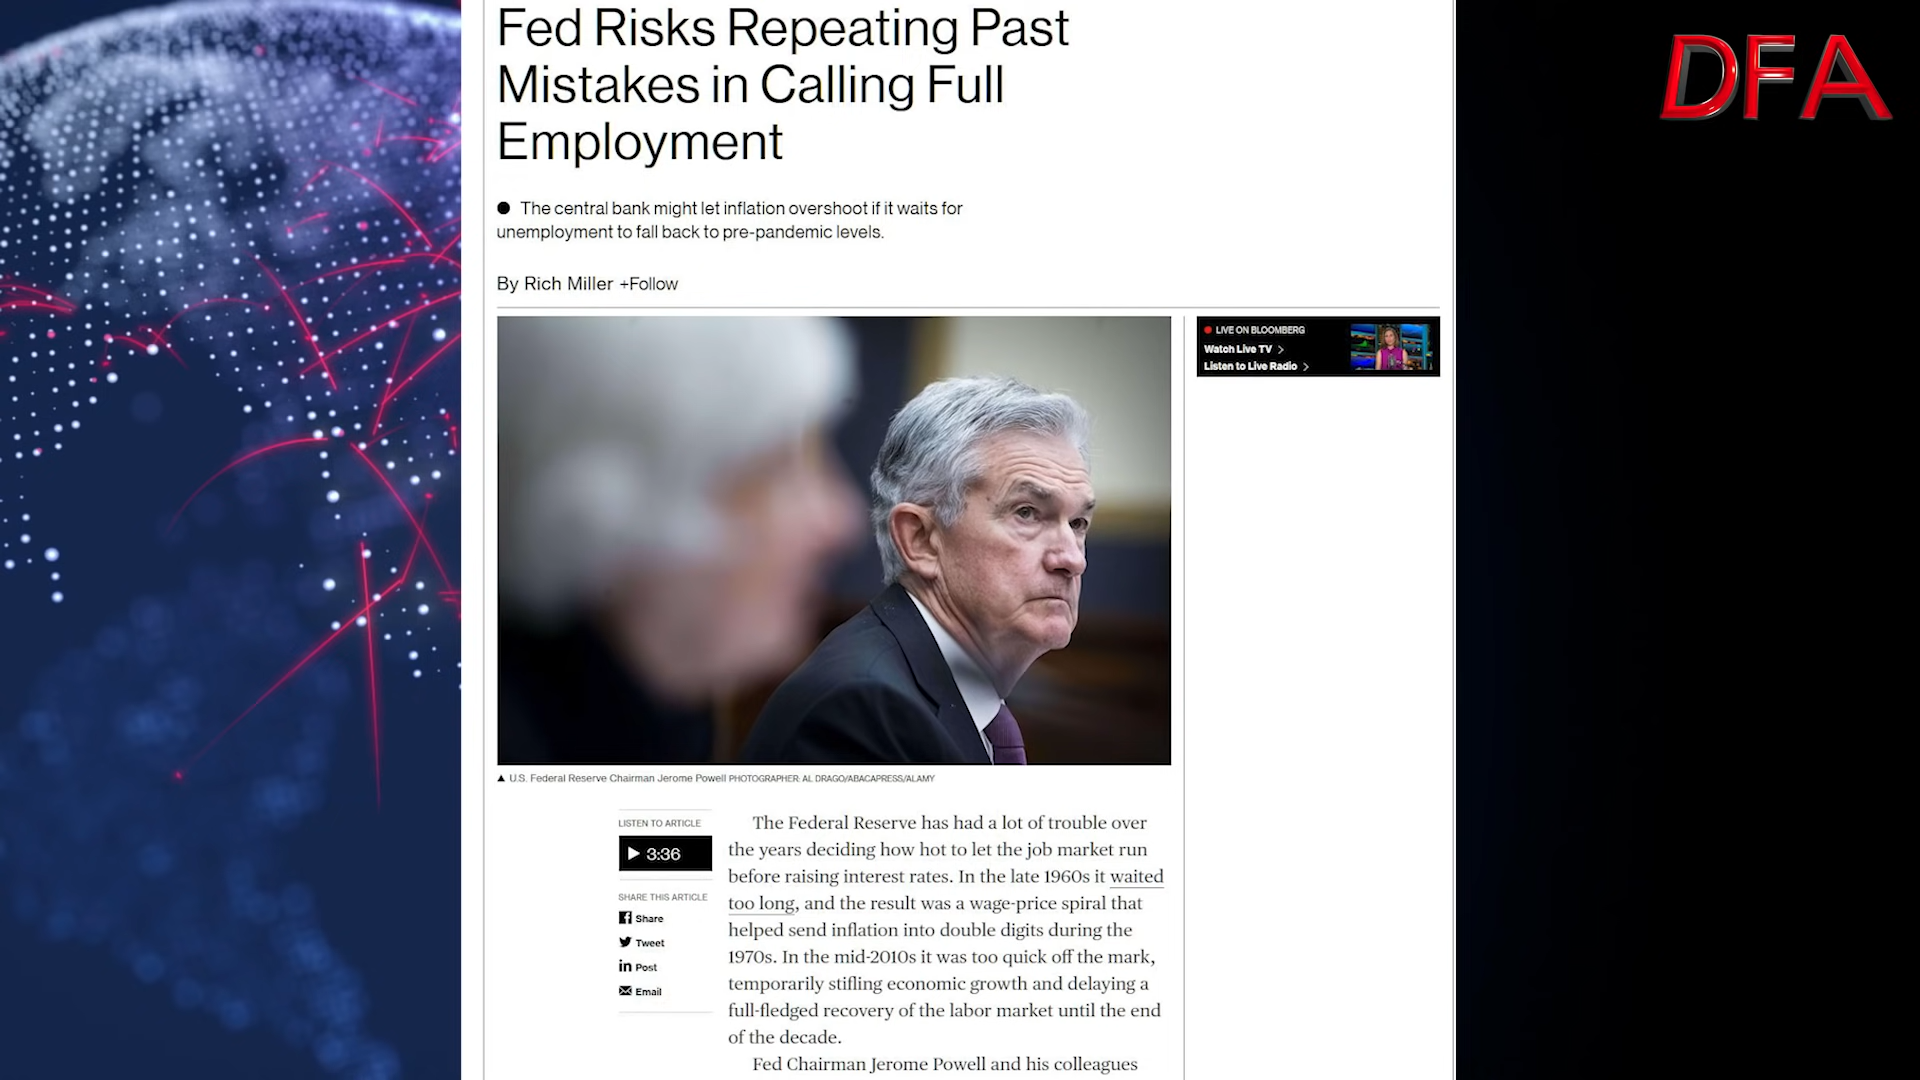 Fed Risks Repeating Past
Mistakes in Calling Full
Employment
DFA
● The central bank might let inflation overshoot if it waits for
unemployment to fall back to pre-pandemic levels.
By Rich Miller +Follow
LIVE ON BLOOMBERG
Watch Live TV >
Listen to Live Radio >
▲ U.S. Federal Reserve Chairman Jerome Powell PHOTOGRAPHER: AL DRAGO/ABACAPRESS/ALAMY
LISTEN TO ARTICLE
3:36
SHARE THIS ARTICLE
Share
Tweet
Post
Email
The Federal Reserve has had a lot of trouble over
the years deciding how hot to let the job market run
before raising interest rates. In the late 1960s it waited
too long, and the result was a wage-price spiral that
helped send inflation into double digits during the
1970s. In the mid-2010s it was too quick off the mark,
temporarily stifling economic growth and delaying a
full-fledged recovery of the labor market until the end
of the decade.
Fed Chairman Jerome Powell and his colleagues